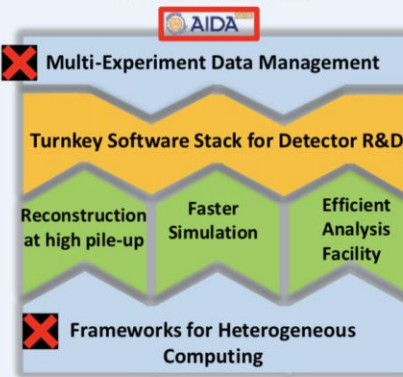 AIDA
Multi-Experiment Data Management
Turnkey Software Stack for Detector R&D
Reconstruction
at high pile-up
Faster
Simulation
Efficient
Analysis
Facility
Frameworks for Heterogeneous
Computing